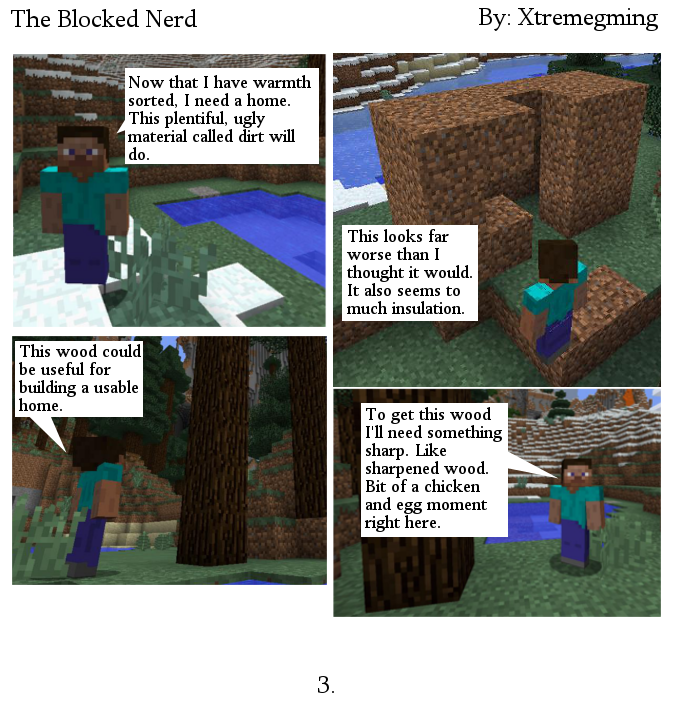 The Blocked Nerd
By: Xtremegming
Now that I have warmth
sorted, I need a home.
This plentiful, ugly
material called dirt will
do.
This looks far
worse than I
thought it would.
It also seems to
much insulation.
This wood could
be useful for
building a usable
home.
To get this wood
I'll need something
sharp. Like
sharpened wood.
Bit of a chicken
and egg moment
right here.
3.